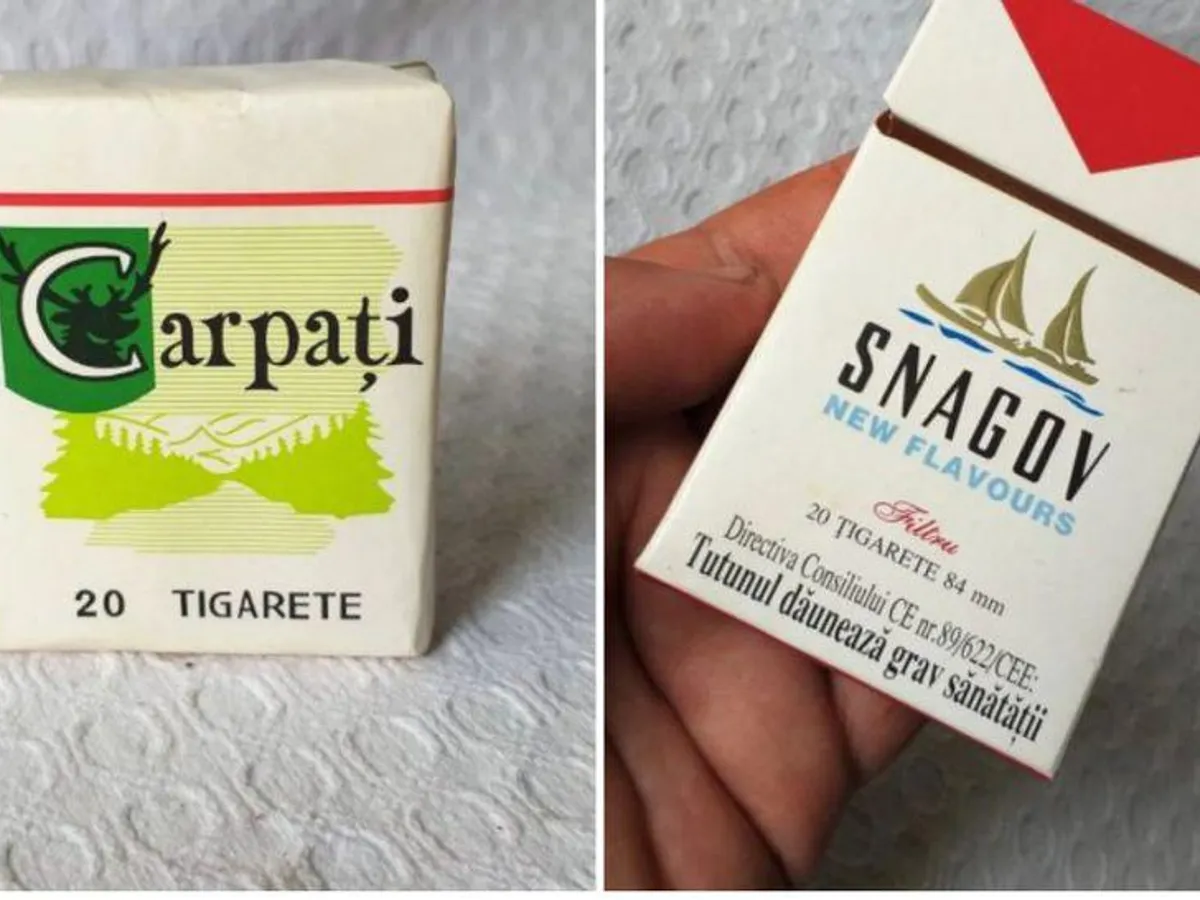 Carpați
20 TIGARETE
SNAGOV
NEW FLAVOURS
Filtru
20 ȚIGARETE 84 mm
Directiva Consiliului CE nr.89/622/CEE:
Tutunul dăunează grav sănătății